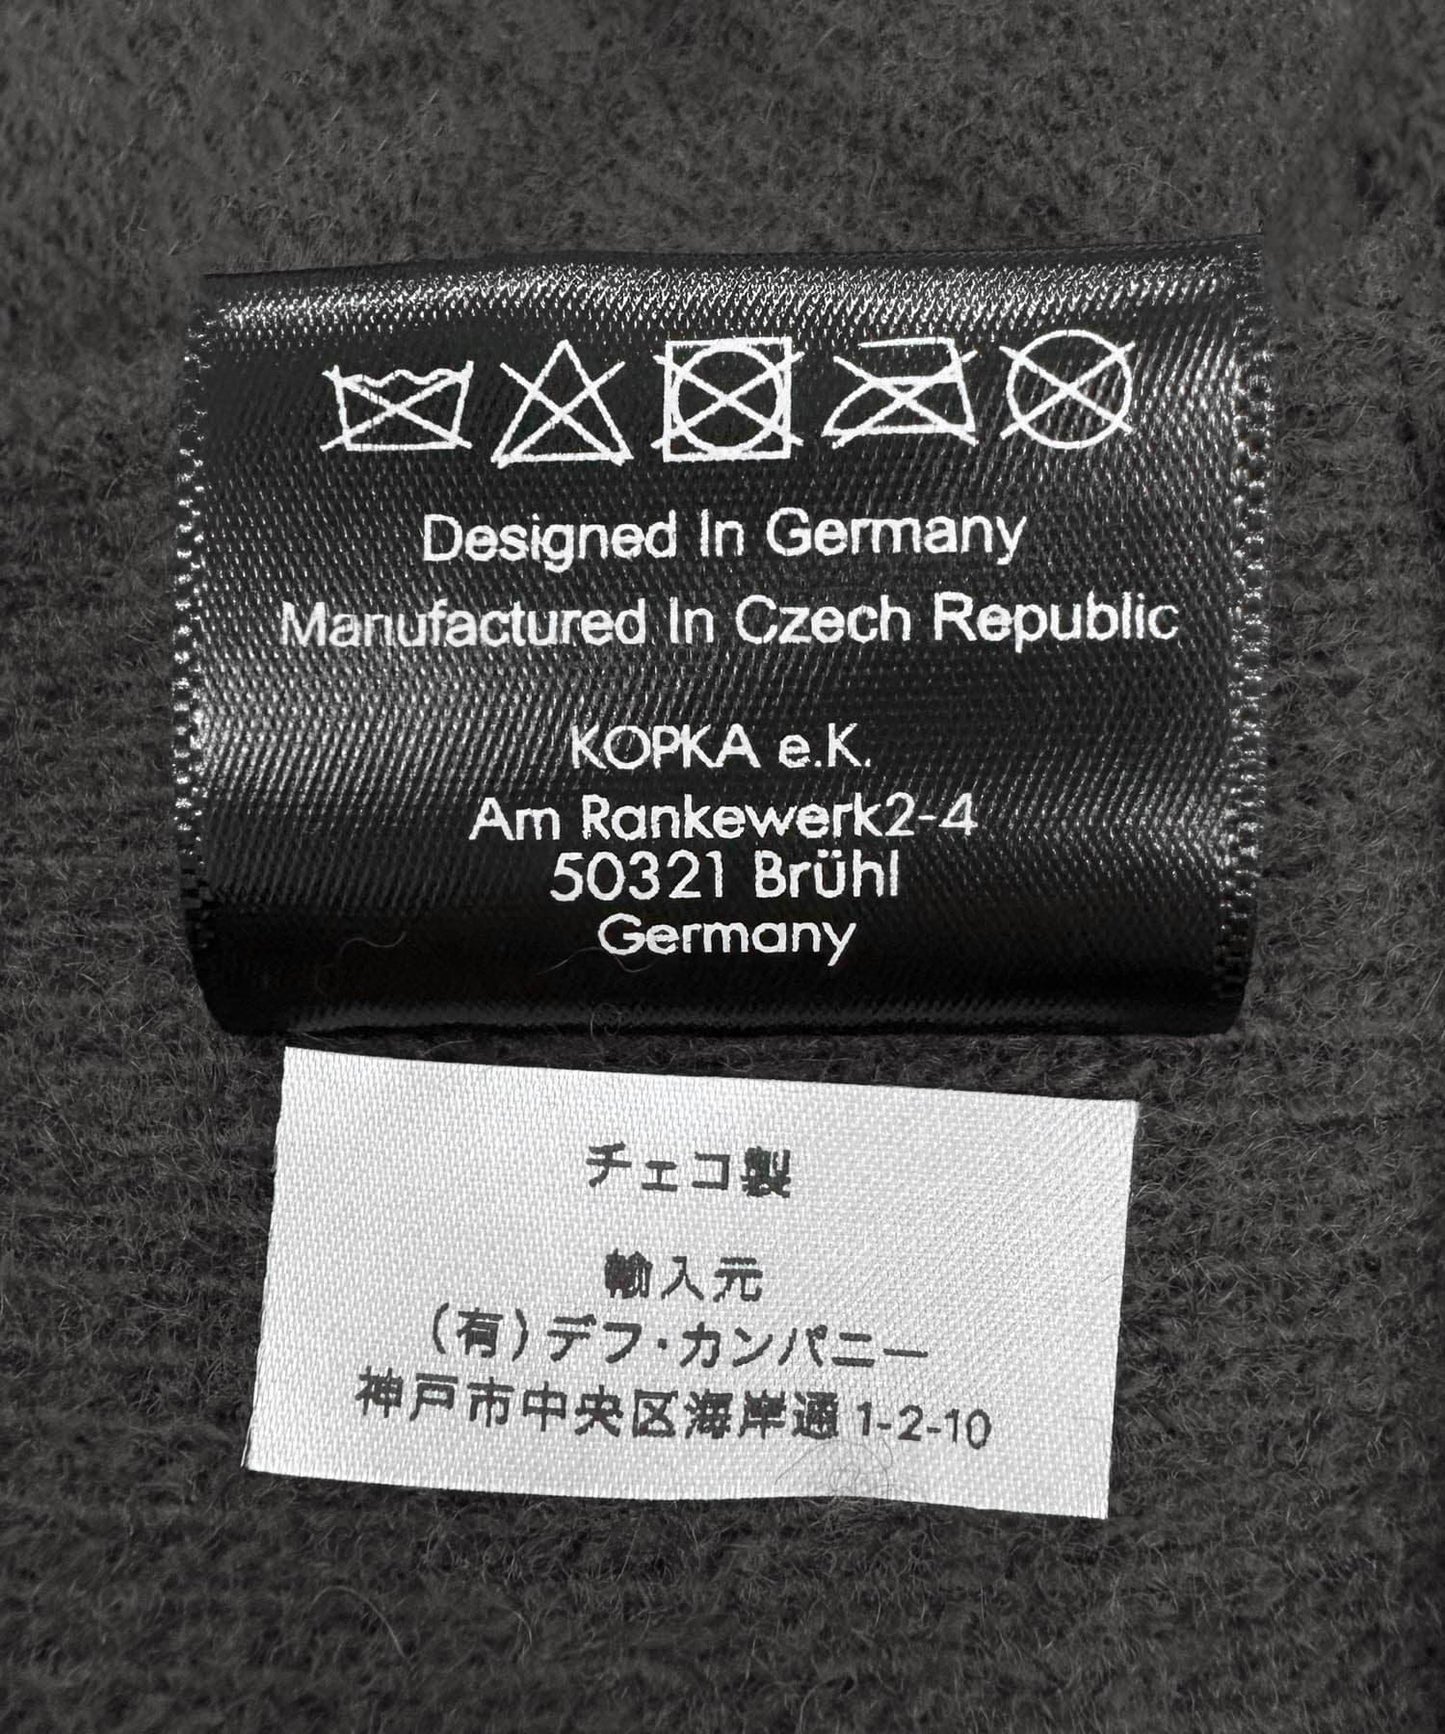 Designed In Germany
Manufactured In Czech Republic
KOPKA e.K.
Am Rankewerk2-4
50321 Brühl
Germany
チェコ製
輸入元
(有)デフ・カンパニー
神戸市中央区海岸通1-2-10